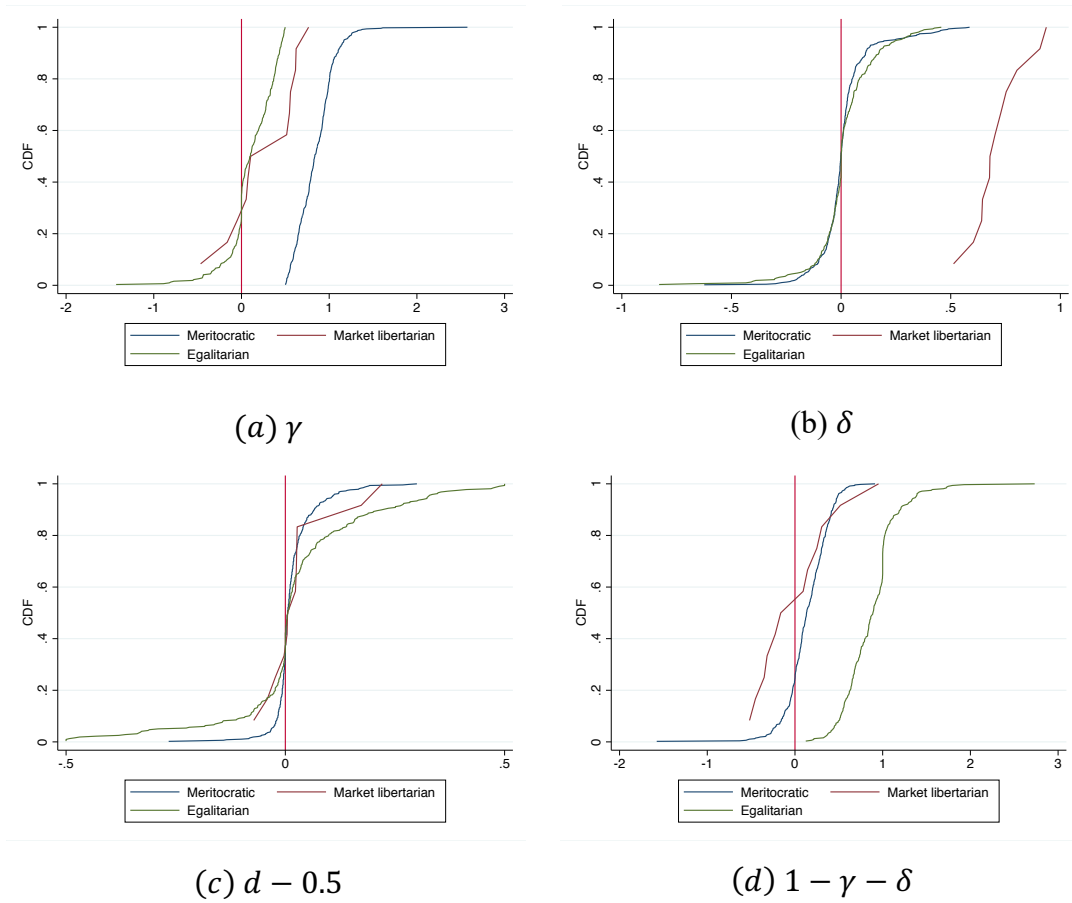 1
.8
.6
.4
.2
0
CDF
-2 -1 0 1 2 3
Meritocratic Market libertarian
Egalitarian
(a) γ
1
.8
.6
.4
.2
0
CDF
-1 -.5 0 .5 1
Meritocratic Market libertarian
Egalitarian
(b) δ
1
.8
.6
.4
.2
0
CDF
-.5 0 .5
Meritocratic Market libertarian
Egalitarian
(c) d − 0.5
1
.8
.6
.4
.2
0
CDF
-2 -1 0 1 2 3
Meritocratic Market libertarian
Egalitarian
(d) 1 − γ − δ